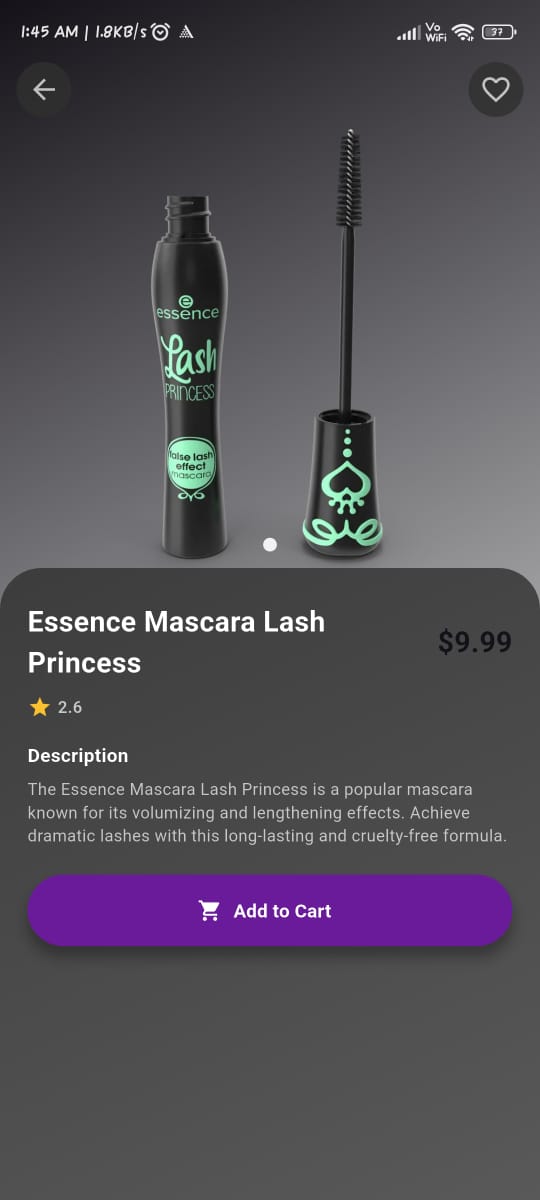 1:45 AM | 1.8KB/s
Vo
WiFi
37
essence
Lash
PRINCESS
false lash
effect
mascara
Essence Mascara Lash
Princess
$9.99
2.6
Description
The Essence Mascara Lash Princess is a popular mascara
known for its volumizing and lengthening effects. Achieve
dramatic lashes with this long-lasting and cruelty-free formula.
Add to Cart